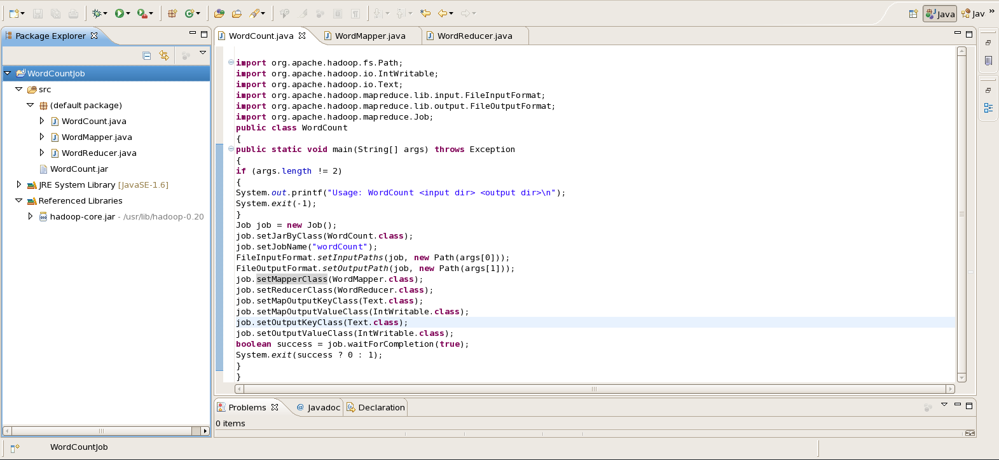 Java
Jav
»
Package Explorer
WordCount.java
WordMapper.java
WordReducer.java
WordCountJob
src
(default package)
WordCount.java
WordMapper.java
WordReducer.java
WordCount.jar
JRE System Library [JavaSE-1.6]
Referenced Libraries
hadoop-core.jar - /usr/lib/hadoop-0.20
import org.apache.hadoop.fs.Path;
import org.apache.hadoop.io.IntWritable;
import org.apache.hadoop.io.Text;
import org.apache.hadoop.mapreduce.lib.input.FileInputFormat;
import org.apache.hadoop.mapreduce.lib.output.FileOutputFormat;
import org.apache.hadoop.mapreduce.Job;
public class WordCount
{
public static void main(String[] args) throws Exception
{
if (args.length != 2)
{
System.out.printf("Usage: WordCount <input dir> <output dir>\n");
System.exit(-1);
}
Job job = new Job();
job.setJarByClass(WordCount.class);
job.setJobName("wordCount");
FileInputFormat.setInputPaths(job, new Path(args[0]));
FileOutputFormat.setOutputPath(job, new Path(args[1]));
job.setMapperClass(WordMapper.class);
job.setReducerClass(WordReducer.class);
job.setMapOutputKeyClass(Text.class);
job.setMapOutputValueClass(IntWritable.class);
job.setOutputKeyClass(Text.class);
job.setOutputValueClass(IntWritable.class);
boolean success = job.waitForCompletion(true);
System.exit(success ? 0 : 1);
}
}
Problems
@ Javadoc
Declaration
0 items
WordCountJob